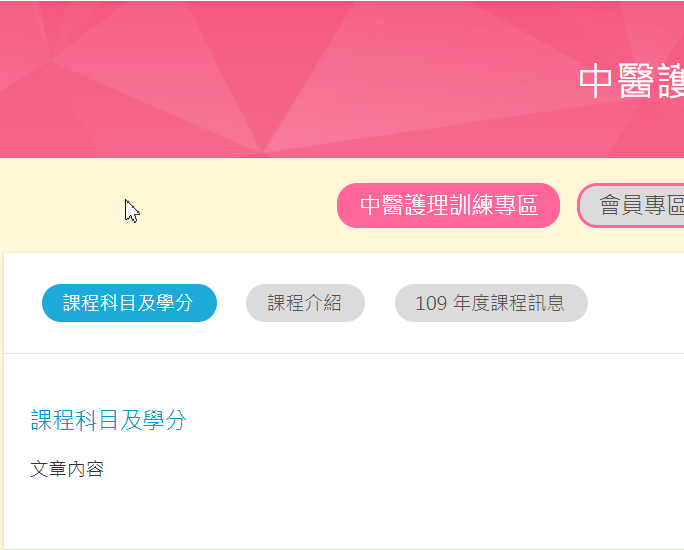 中醫護
中醫護理訓練專區
會員專區
課程科目及學分
課程介紹
109 年度課程訊息
課程科目及學分
文章內容